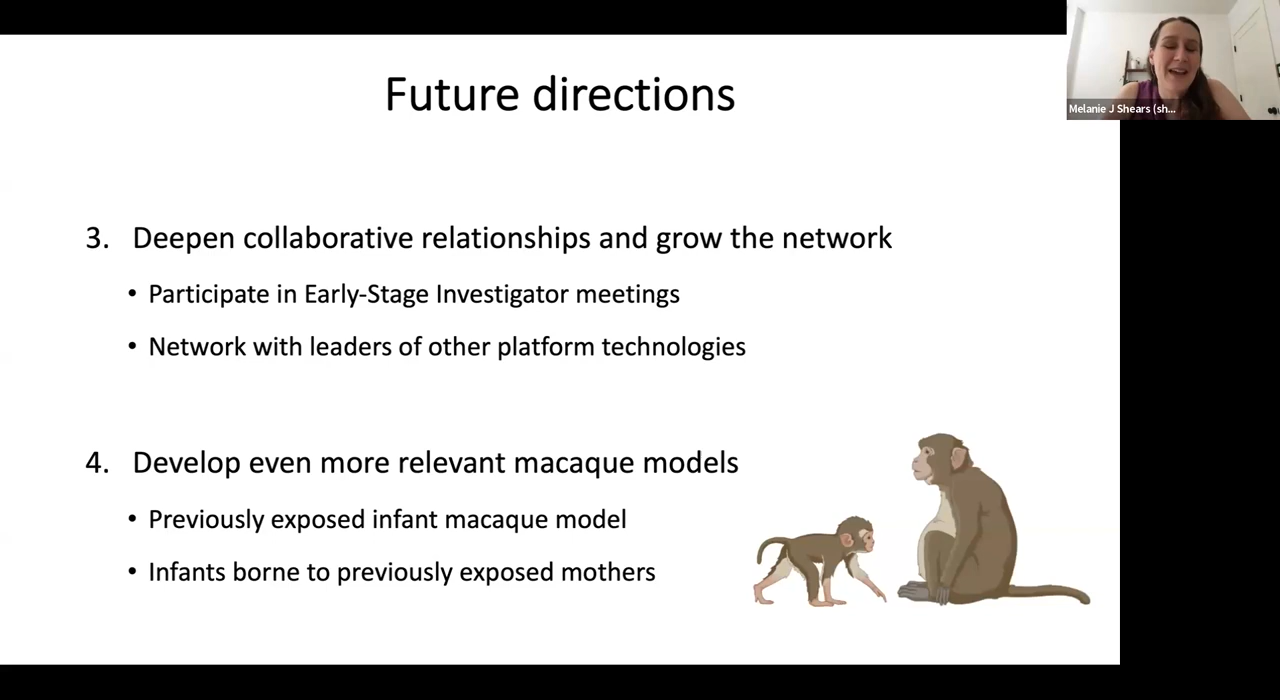 Future directions
Melanie J Shears (sh...
3. Deepen collaborative relationships and grow the network
• Participate in Early-Stage Investigator meetings
• Network with leaders of other platform technologies
4. Develop even more relevant macaque models
• Previously exposed infant macaque model
• Infants borne to previously exposed mothers